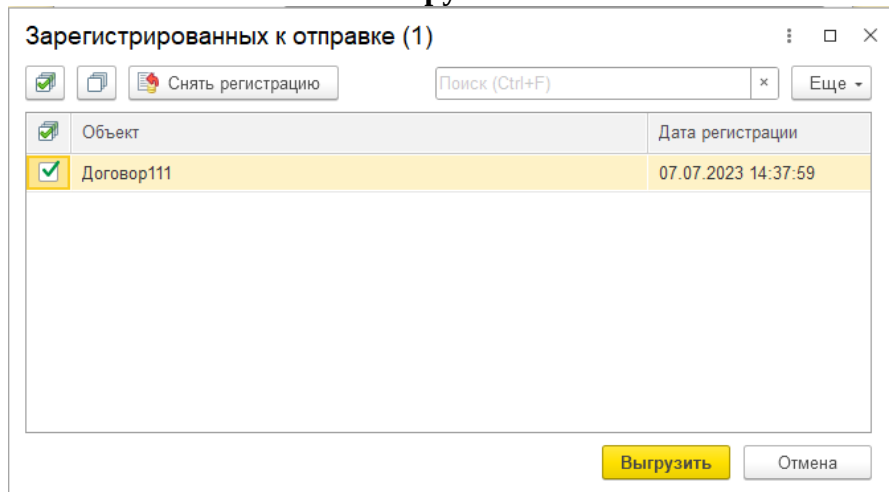 Зарегистрированных к отправке (1)
Снять регистрацию
Поиск (Ctrl+F)
×
Еще
Объект
Дата регистрации
Договор111
07.07.2023 14:37:59
Выгрузить
Отмена